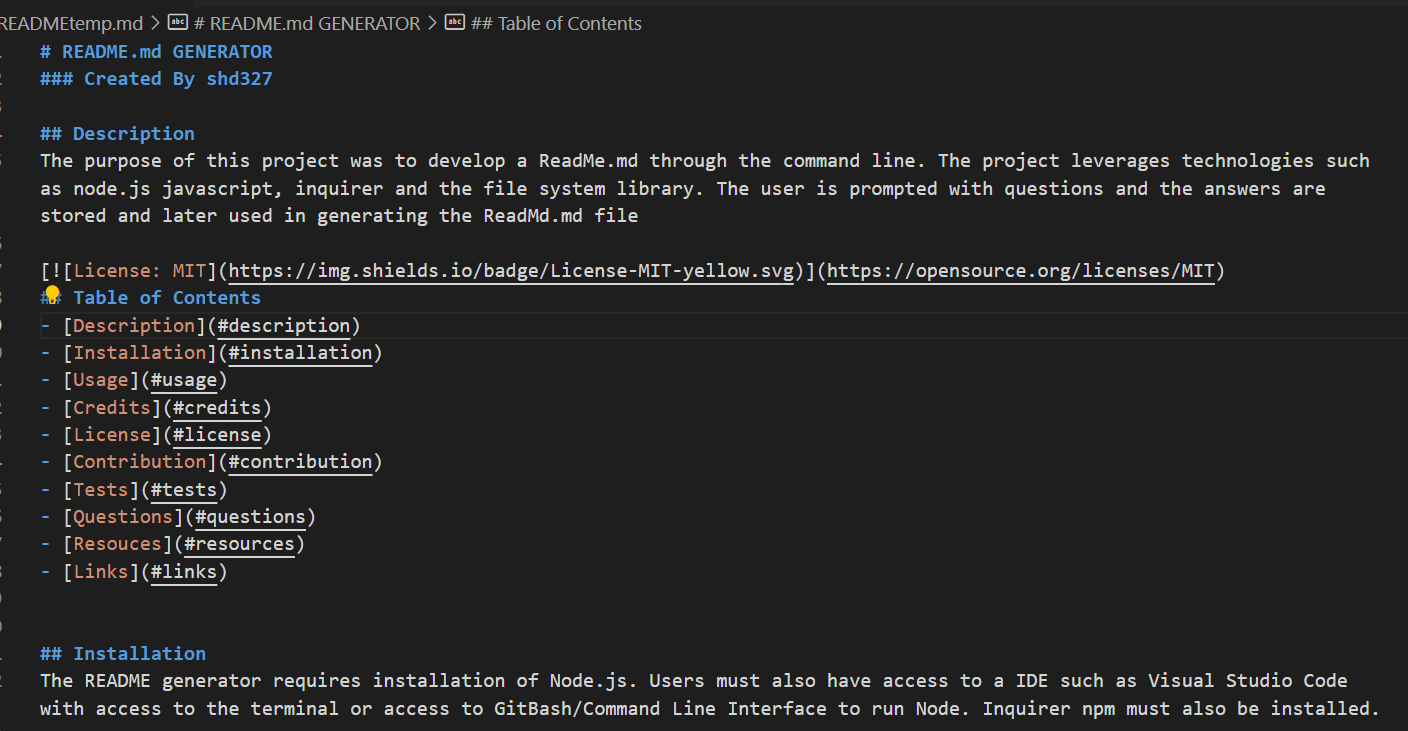 READMEtemp.md > # README.md GENERATOR > ## Table of Contents
# README.md GENERATOR
### Created By shd327
## Description
The purpose of this project was to develop a ReadMe.md through the command line. The project leverages technologies such
as node.js javascript, inquirer and the file system library. The user is prompted with questions and the answers are
stored and later used in generating the ReadMd.md file
[![License: MIT](https://img.shields.io/badge/License-MIT-yellow.svg)](https://opensource.org/licenses/MIT)
## Table of Contents
- [Description](#description)
- [Installation](#installation)
- [Usage](#usage)
- [Credits](#credits)
- [License](#license)
- [Contribution](#contribution)
- [Tests](#tests)
- [Questions](#questions)
- [Resouces](#resources)
- [Links](#links)
## Installation
The README generator requires installation of Node.js. Users must also have access to a IDE such as Visual Studio Code
with access to the terminal or access to GitBash/Command Line Interface to run Node. Inquirer npm must also be installed.